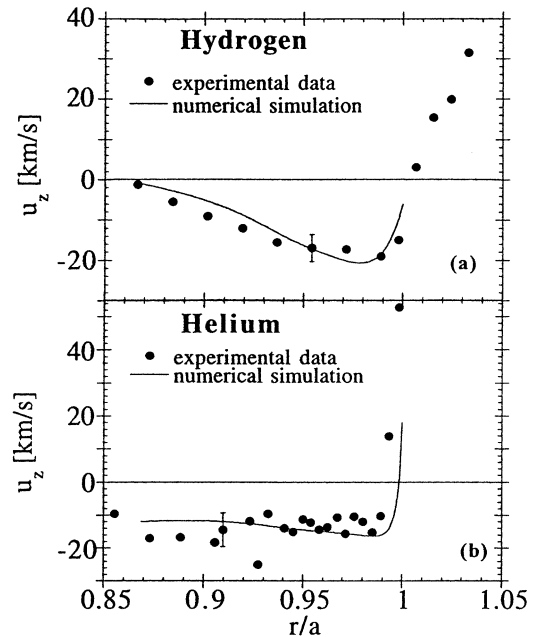 40
Hydrogen
experimental data
numerical simulation
20
0
-20
u_z [km/s]
(a)
Helium
experimental data
numerical simulation
40
20
0
-20
u_z [km/s]
(b)
0.85 0.9 0.95 1 1.05
r/a